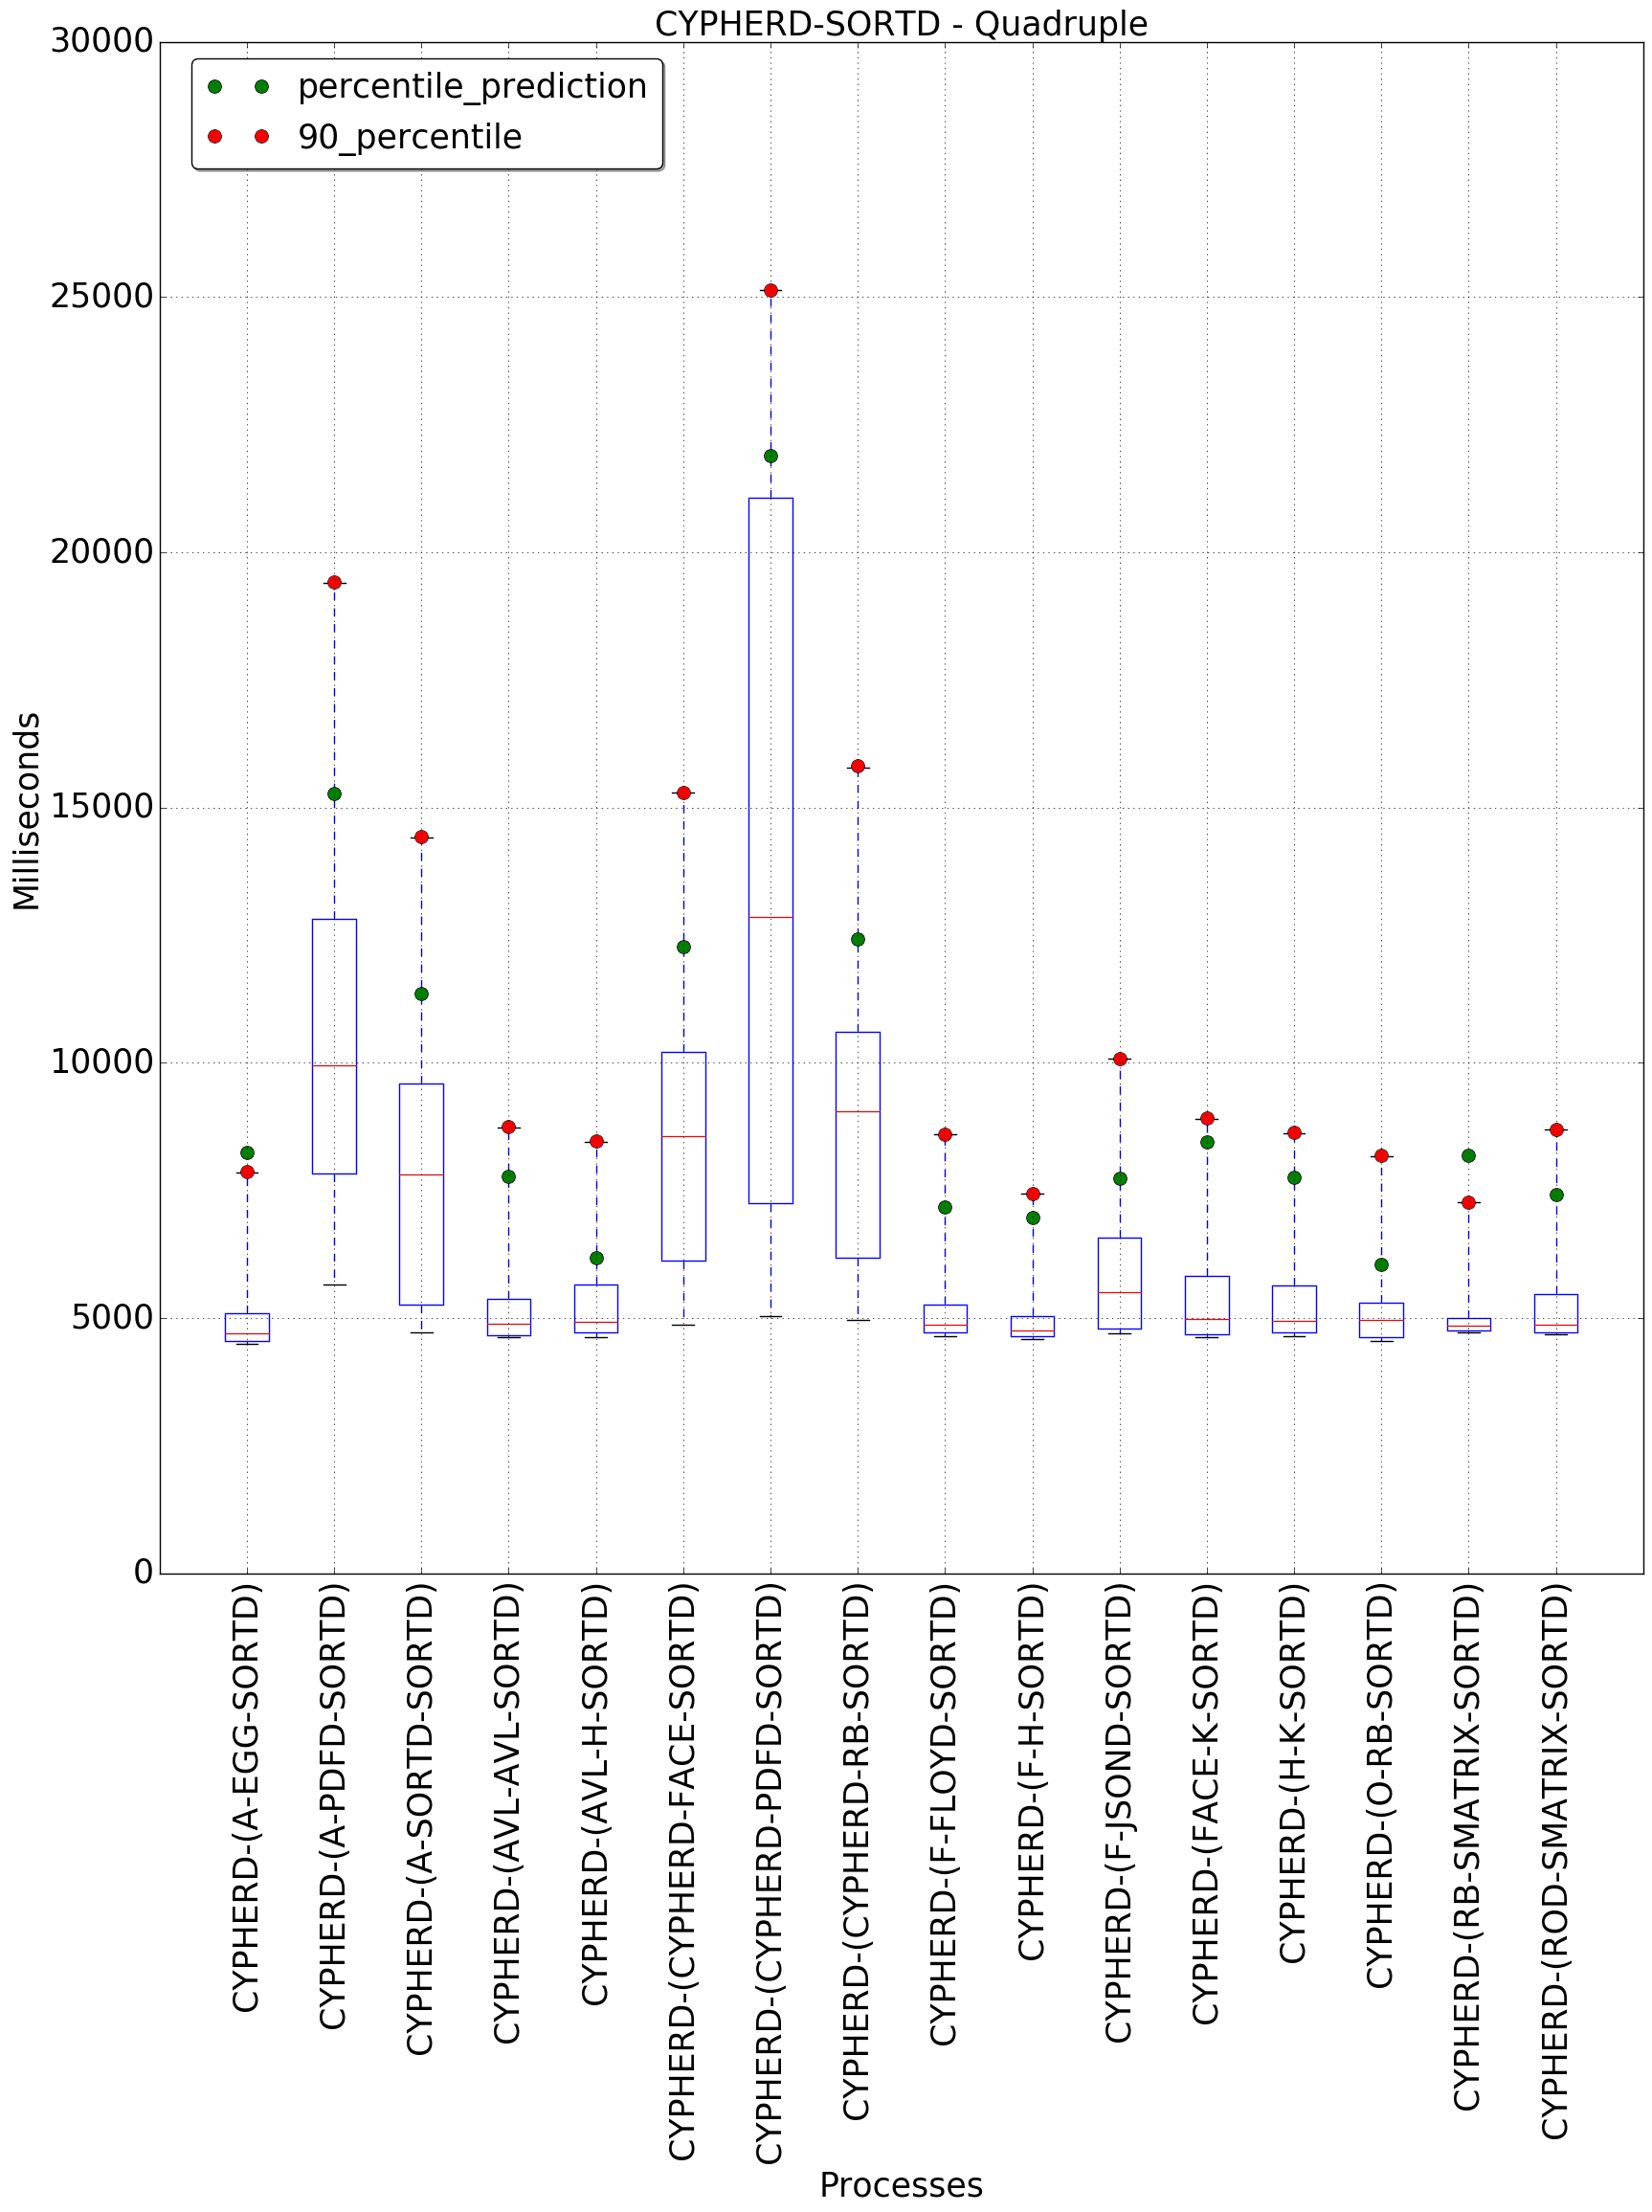 CYPHERD-SORTD - Quadruple
percentile_prediction
90_percentile
30000
25000
20000
15000
10000
5000
0
Milliseconds
CYPHERD-(A-EGG-SORTD)
CYPHERD-(A-PDFD-SORTD)
CYPHERD-(A-SORTD-SORTD)
CYPHERD-(AVL-AVL-SORTD)
CYPHERD-(AVL-H-SORTD)
CYPHERD-(CYPHERD-FACE-SORTD)
CYPHERD-(CYPHERD-PDFD-SORTD)
CYPHERD-(CYPHERD-RB-SORTD)
CYPHERD-(F-FLOYD-SORTD)
CYPHERD-(F-H-SORTD)
CYPHERD-(F-JSOND-SORTD)
CYPHERD-(FACE-K-SORTD)
CYPHERD-(H-K-SORTD)
CYPHERD-(O-RB-SORTD)
CYPHERD-(RB-SMATRIX-SORTD)
CYPHERD-(ROD-SMATRIX-SORTD)
Processes